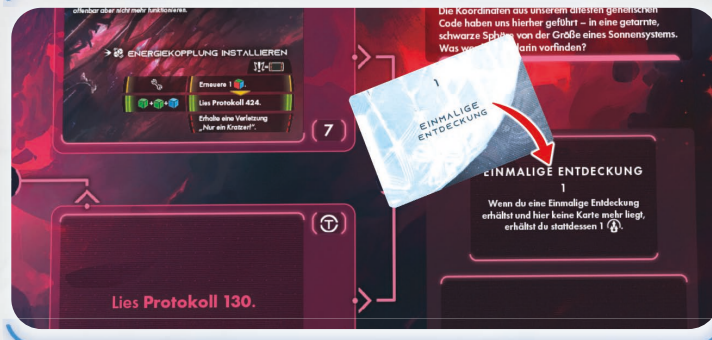 offenbar aber nicht mehr funktionieren.
ENERGIEKOPPLUNG INSTALLIEREN
Erneuere 1
Lies Protokoll 424.
Erhalte eine Verletzung
„Nur ein Kratzer!“.
7
T
Lies Protokoll 130.
Die Koordinaten aus unserem ältesten genetischen
Code haben uns hierher geführt – in eine getarnte,
schwarze Sphäre von der Größe eines Sonnensystems.
Was darin vorfinden?
1
EINMALIGE
ENTDECKUNG
EINMALIGE ENTDECKUNG
1
Wenn du eine Einmalige Entdeckung
erhältst und hier keine Karte mehr liegt,
erhältst du stattdessen 1